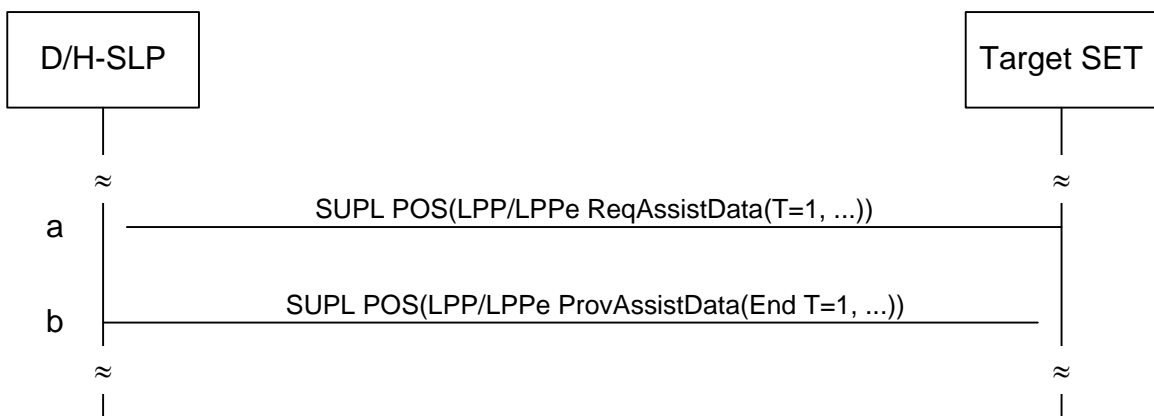 D/H-SLP
Target SET
≈ ≈
a SUPL POS(LPP/LPPe ReqAssistData(T=1, ...))
b SUPL POS(LPP/LPPe ProvAssistData(End T=1, ...))
≈ ≈